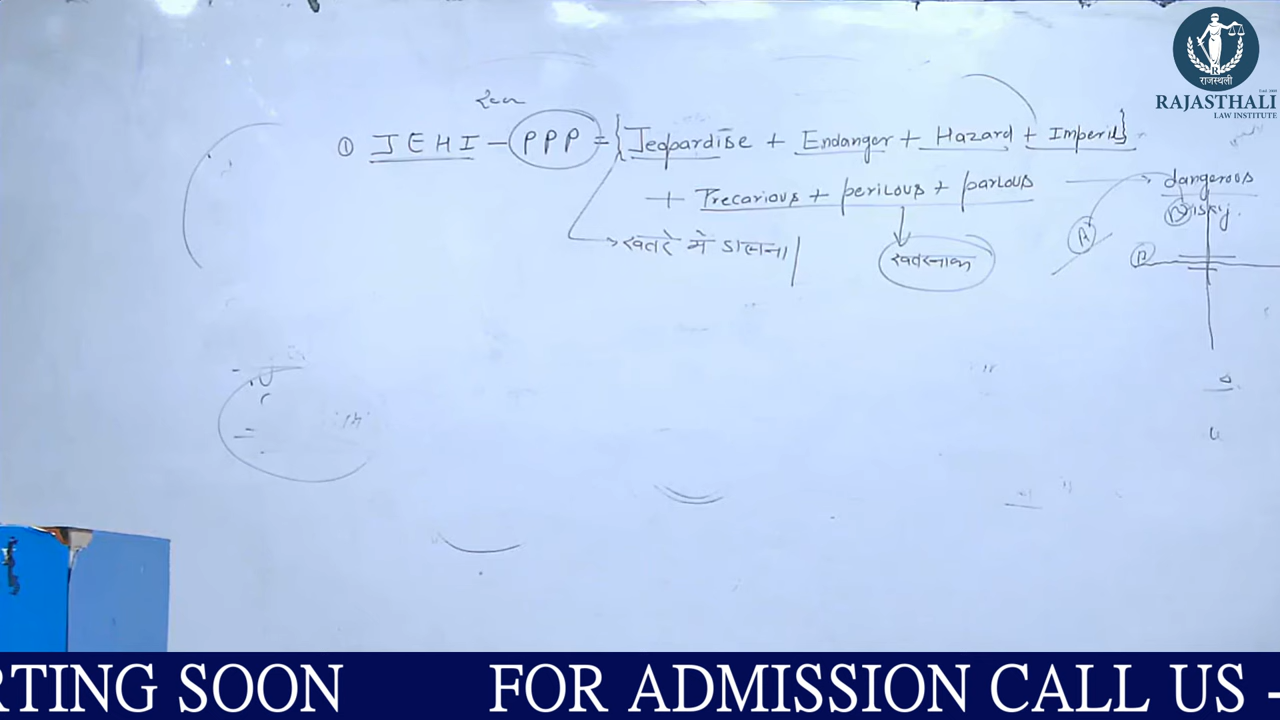 ① JEHI - PPP = {Jeopardise + Endanger + Hazard + Imperil}
+ Precarious + perilous + parlous → dangerous
Risky.
→ खतरे मे डालना
खतरनाक
A
B
राजस्थली
RAJASTHALI
LAW INSTITUTE
RTING SOON FOR ADMISSION CALL US -